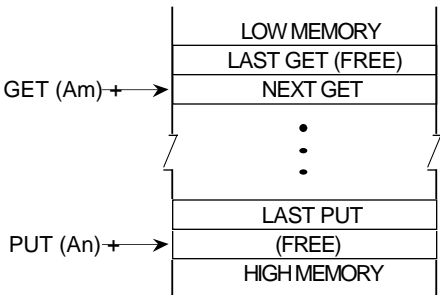 LOW MEMORY
LAST GET (FREE)
GET (Am) + NEXT GET
LAST PUT
PUT (An) + (FREE)
HIGH MEMORY